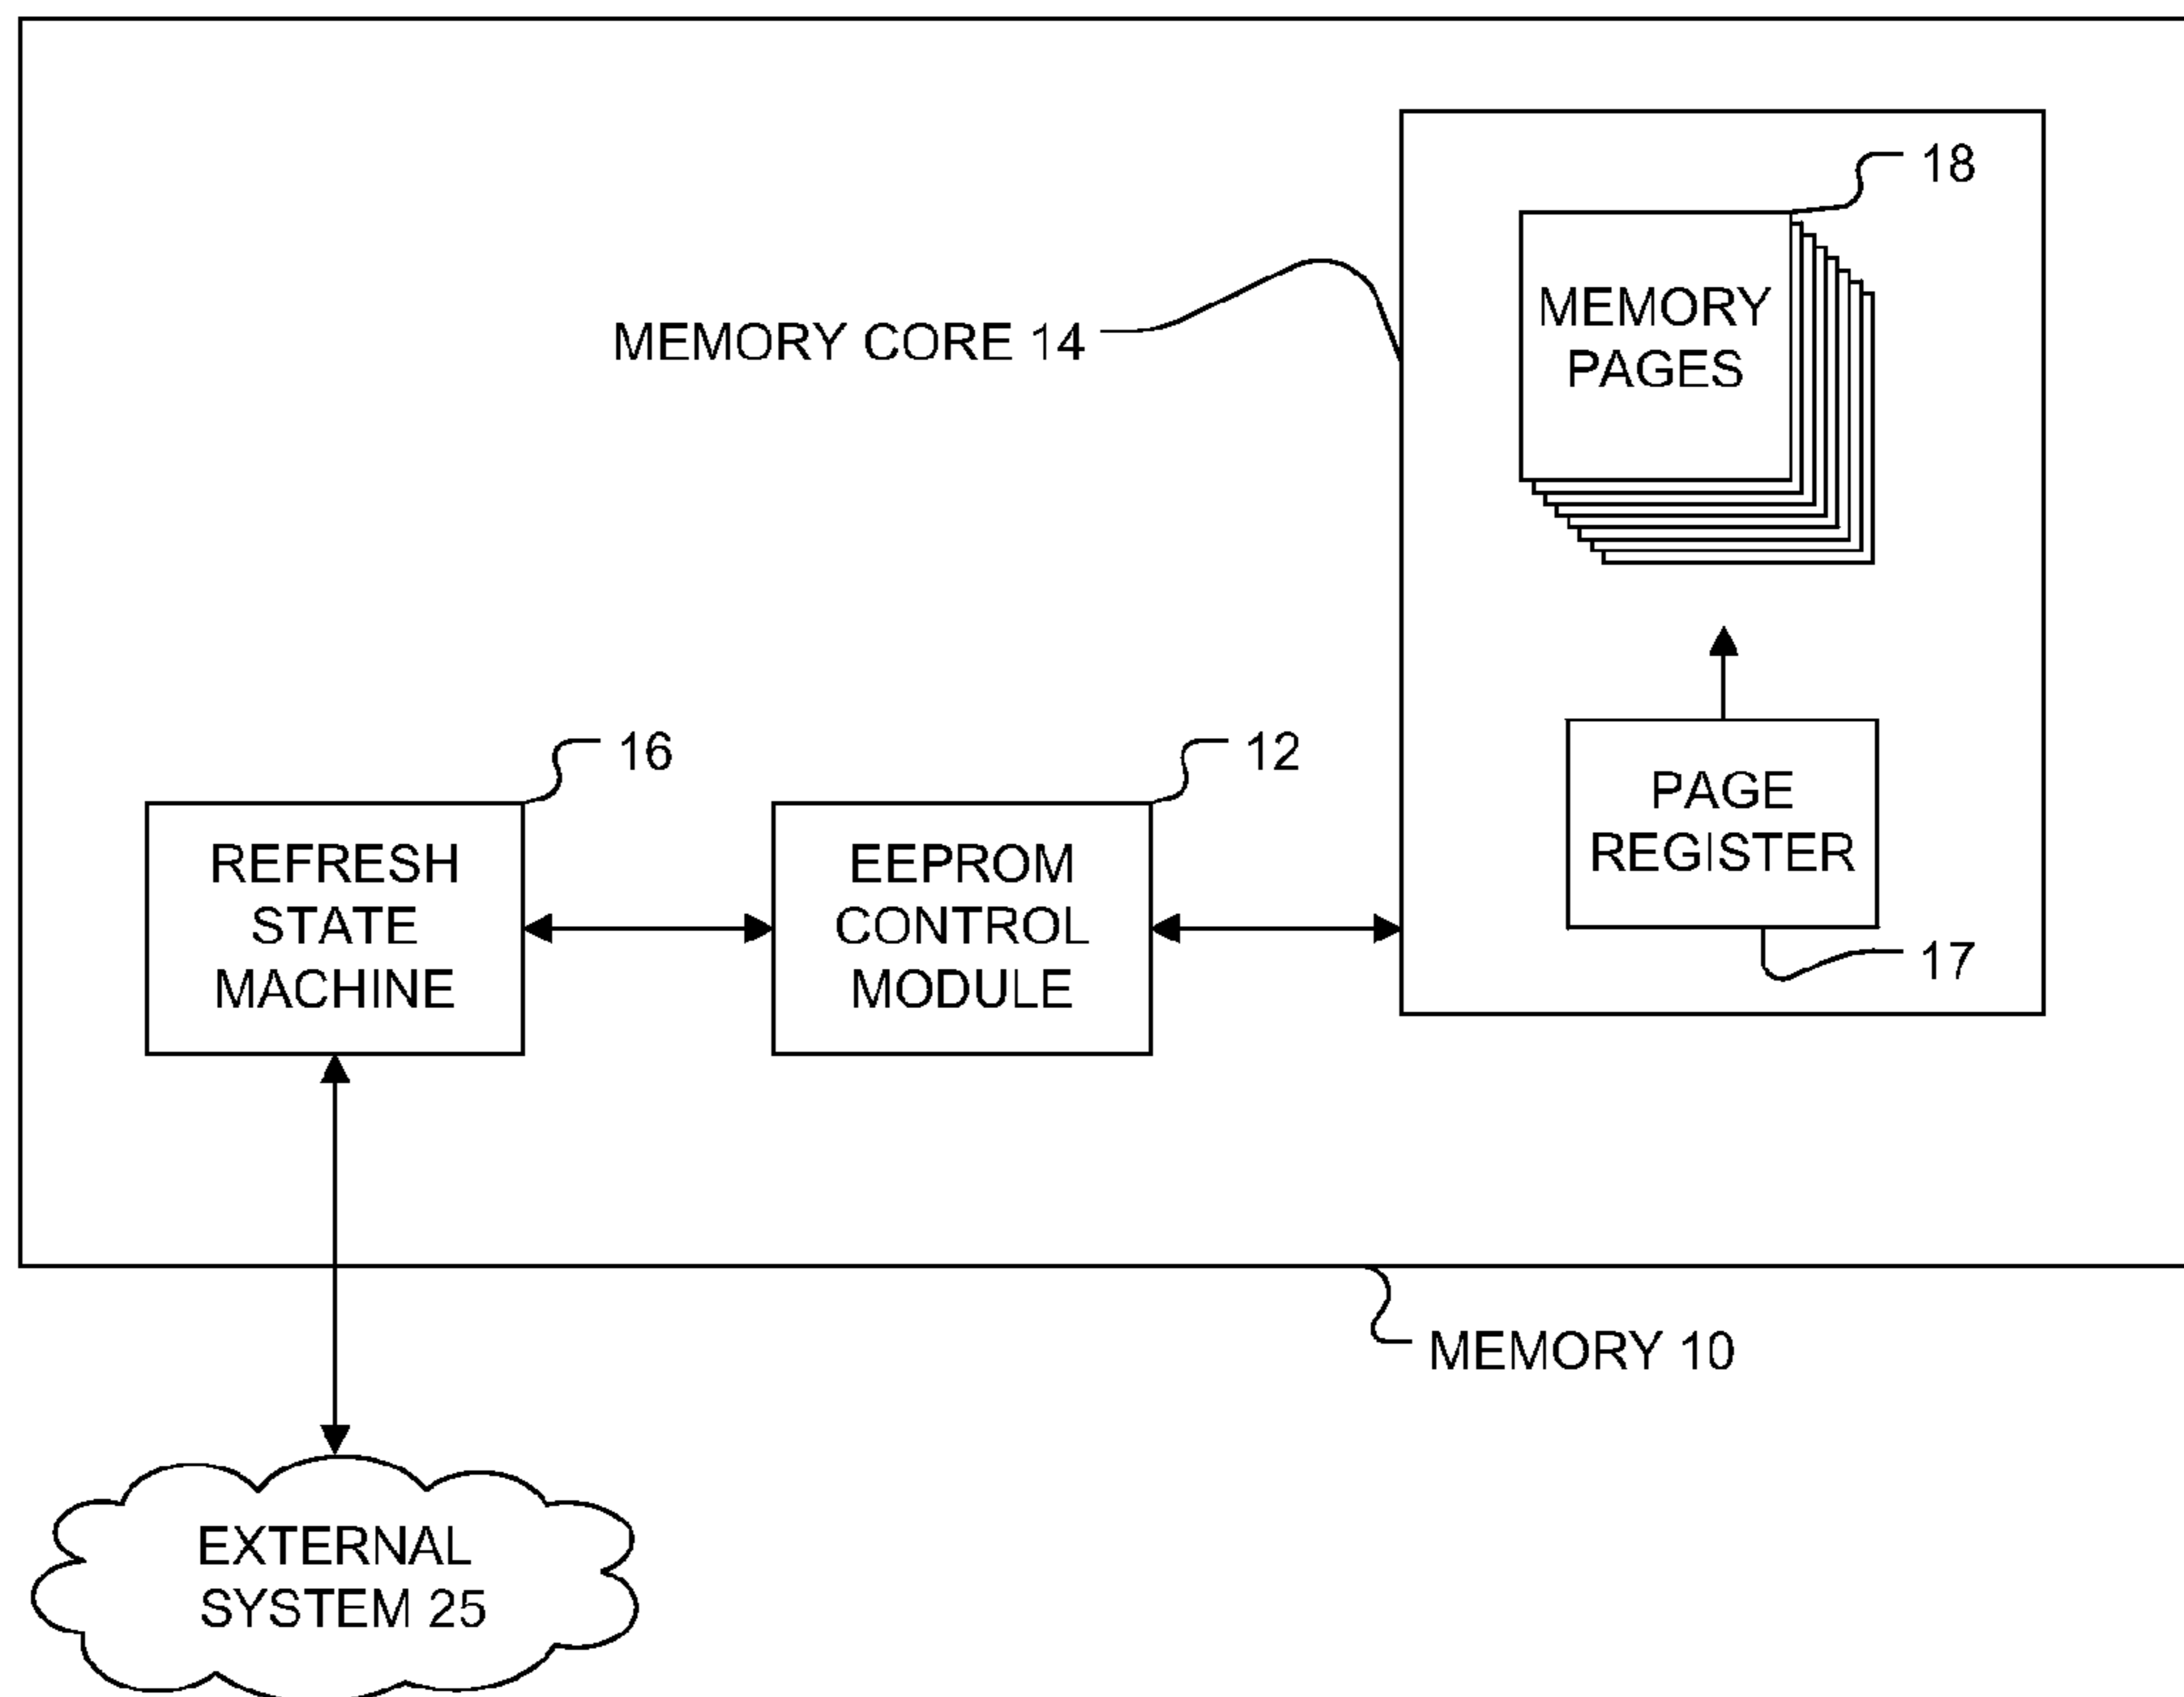 18
MEMORY
PAGES
MEMORY CORE 14
16
12
PAGE
REGISTER
REFRESH
STATE
MACHINE
EEPROM
CONTROL
MODULE
17
MEMORY 10
EXTERNAL
SYSTEM 25